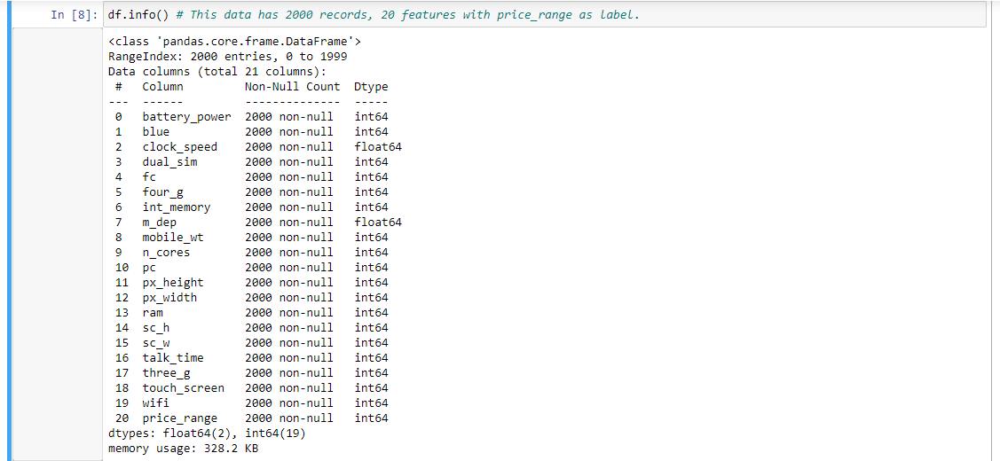 In [8]: df.info() # This data has 2000 records, 20 features with price_range as label.
<class 'pandas.core.frame.DataFrame'>
RangeIndex: 2000 entries, 0 to 1999
Data columns (total 21 columns):
 #   Column         Non-Null Count  Dtype
---  ------         --------------  -----
 0   battery_power  2000 non-null   int64
 1   blue           2000 non-null   int64
 2   clock_speed    2000 non-null   float64
 3   dual_sim       2000 non-null   int64
 4   fc             2000 non-null   int64
 5   four_g         2000 non-null   int64
 6   int_memory     2000 non-null   int64
 7   m_dep          2000 non-null   float64
 8   mobile_wt      2000 non-null   int64
 9   n_cores        2000 non-null   int64
 10  pc             2000 non-null   int64
 11  px_height      2000 non-null   int64
 12  px_width       2000 non-null   int64
 13  ram            2000 non-null   int64
 14  sc_h           2000 non-null   int64
 15  sc_w           2000 non-null   int64
 16  talk_time      2000 non-null   int64
 17  three_g        2000 non-null   int64
 18  touch_screen   2000 non-null   int64
 19  wifi           2000 non-null   int64
 20  price_range    2000 non-null   int64
dtypes: float64(2), int64(19)
memory usage: 328.2 KB